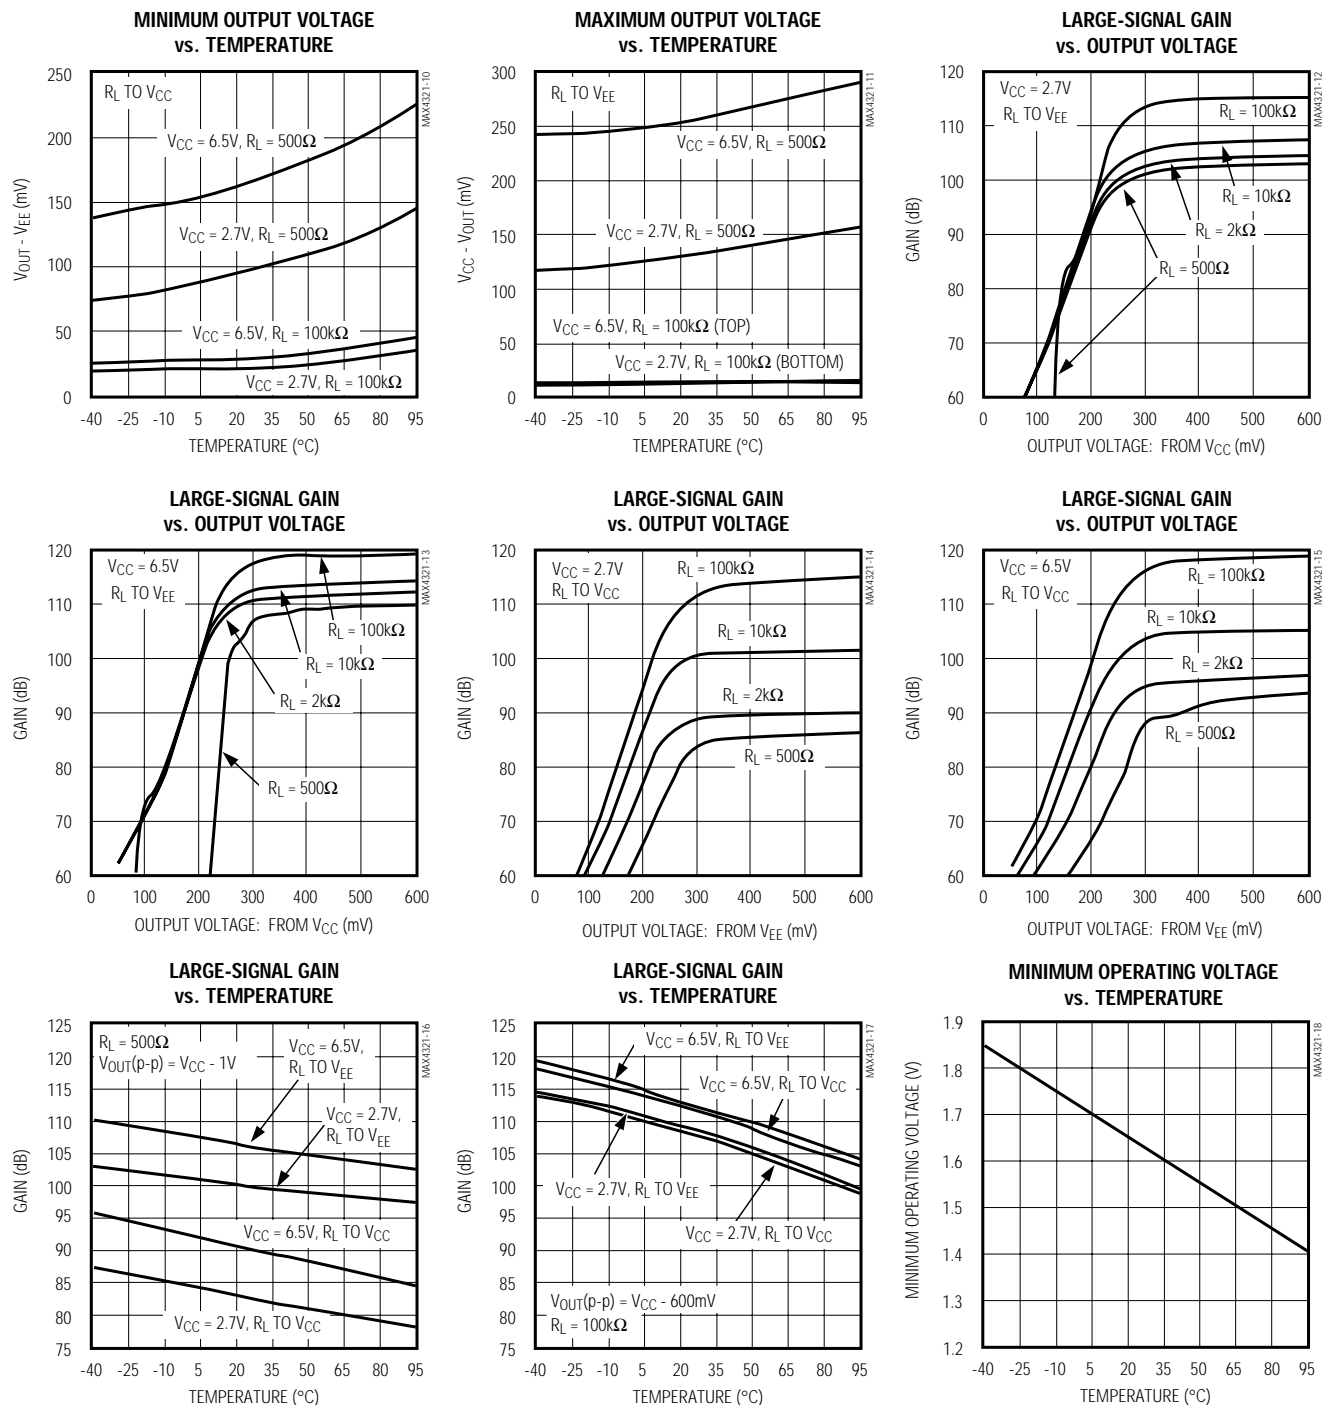 MINIMUM OUTPUT VOLTAGE
vs. TEMPERATURE
250
200
150
100
50
0
VOUT - VEE (mV)
RL TO VCC
VCC = 6.5V, RL = 500Ω
VCC = 2.7V, RL = 500Ω
VCC = 6.5V, RL = 100kΩ
VCC = 2.7V, RL = 100kΩ
MAX4321-10
-40 -25 -10 5 20 35 50 65 80 95
TEMPERATURE (°C)
MAXIMUM OUTPUT VOLTAGE
vs. TEMPERATURE
300
250
200
150
100
50
0
VCC - VOUT (mV)
RL TO VEE
VCC = 6.5V, RL = 500Ω
VCC = 2.7V, RL = 500Ω
VCC = 6.5V, RL = 100kΩ (TOP)
VCC = 2.7V, RL = 100kΩ (BOTTOM)
MAX4321-11
-40 -25 -10 5 20 35 50 65 80 95
TEMPERATURE (°C)
LARGE-SIGNAL GAIN
vs. OUTPUT VOLTAGE
120
110
100
90
80
70
60
GAIN (dB)
VCC = 2.7V
RL TO VEE
RL = 100kΩ
RL = 10kΩ
RL = 2kΩ
RL = 500Ω
MAX4321-12
0 100 200 300 400 500 600
OUTPUT VOLTAGE: FROM VCC (mV)
LARGE-SIGNAL GAIN
vs. OUTPUT VOLTAGE
120
110
100
90
80
70
60
GAIN (dB)
VCC = 6.5V
RL TO VEE
RL = 100kΩ
RL = 10kΩ
RL = 2kΩ
RL = 500Ω
MAX4321-13
0 100 200 300 400 500 600
OUTPUT VOLTAGE: FROM VCC (mV)
LARGE-SIGNAL GAIN
vs. OUTPUT VOLTAGE
120
110
100
90
80
70
60
GAIN (dB)
VCC = 2.7V
RL TO VCC
RL = 100kΩ
RL = 10kΩ
RL = 2kΩ
RL = 500Ω
MAX4321-14
0 100 200 300 400 500 600
OUTPUT VOLTAGE: FROM VEE (mV)
LARGE-SIGNAL GAIN
vs. OUTPUT VOLTAGE
120
110
100
90
80
70
60
GAIN (dB)
VCC = 6.5V
RL TO VCC
RL = 100kΩ
RL = 10kΩ
RL = 2kΩ
RL = 500Ω
MAX4321-15
0 100 200 300 400 500 600
OUTPUT VOLTAGE: FROM VEE (mV)
LARGE-SIGNAL GAIN
vs. TEMPERATURE
125
120
115
110
105
100
95
90
85
80
75
GAIN (dB)
RL = 500Ω
VOUT(p-p) = VCC - 1V
VCC = 6.5V,
RL TO VEE
VCC = 2.7V,
RL TO VEE
VCC = 6.5V, RL TO VCC
VCC = 2.7V, RL TO VCC
MAX4321-16
-40 -25 -10 5 20 35 50 65 80 95
TEMPERATURE (°C)
LARGE-SIGNAL GAIN
vs. TEMPERATURE
125
120
115
110
105
100
95
90
85
80
75
GAIN (dB)
VCC = 6.5V, RL TO VEE
VCC = 6.5V, RL TO VCC
VCC = 2.7V, RL TO VEE
VCC = 2.7V, RL TO VCC
VOUT(p-p) = VCC - 600mV
RL = 100kΩ
MAX4321-17
-40 -25 -10 5 20 35 50 65 80 95
TEMPERATURE (°C)
MINIMUM OPERATING VOLTAGE
vs. TEMPERATURE
1.9
1.8
1.7
1.6
1.5
1.4
1.3
1.2
MINIMUM OPERATING VOLTAGE (V)
MAX4321-18
-40 -25 -10 5 20 35 50 65 80 95
TEMPERATURE (°C)